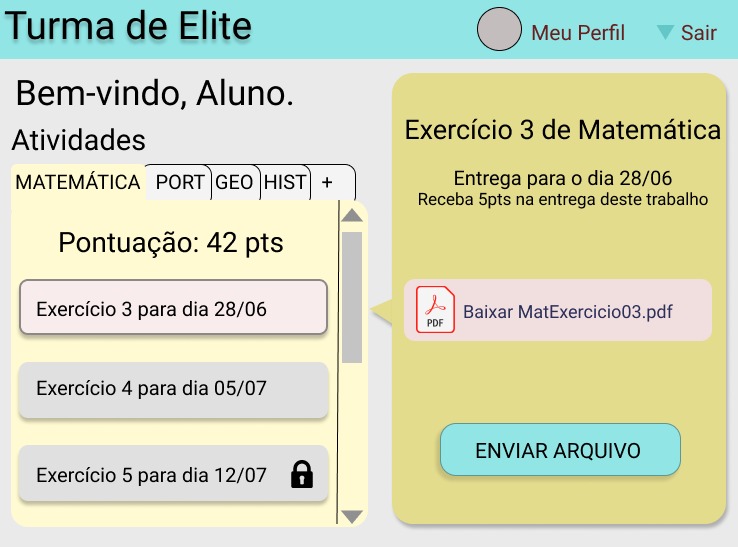 Turma de Elite
Meu Perfil
Sair
Bem-vindo, Aluno.
Atividades
MATEMÁTICA
PORT
GEO
HIST
+
Pontuação: 42 pts
Exercício 3 para dia 28/06
Exercício 4 para dia 05/07
Exercício 5 para dia 12/07
Exercício 3 de Matemática
Entrega para o dia 28/06
Receba 5pts na entrega deste trabalho
PDF
Baixar MatExercicio03.pdf
ENVIAR ARQUIVO